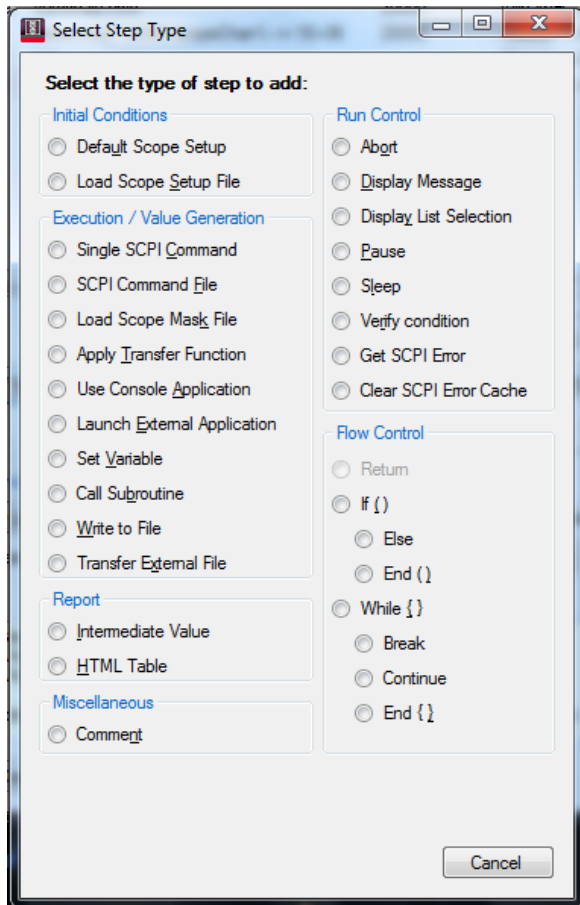 Select Step Type
Select the type of step to add:
Initial Conditions
Default Scope Setup
Load Scope Setup File
Execution / Value Generation
Single SCPI Command
SCPI Command File
Load Scope Mask File
Apply Transfer Function
Use Console Application
Launch External Application
Set Variable
Call Subroutine
Write to File
Transfer External File
Report
Intermediate Value
HTML Table
Miscellaneous
Comment
Run Control
Abort
Display Message
Display List Selection
Pause
Sleep
Verify condition
Get SCPI Error
Clear SCPI Error Cache
Flow Control
Return
If ( )
Else
End ( )
While { }
Break
Continue
End { }
Cancel